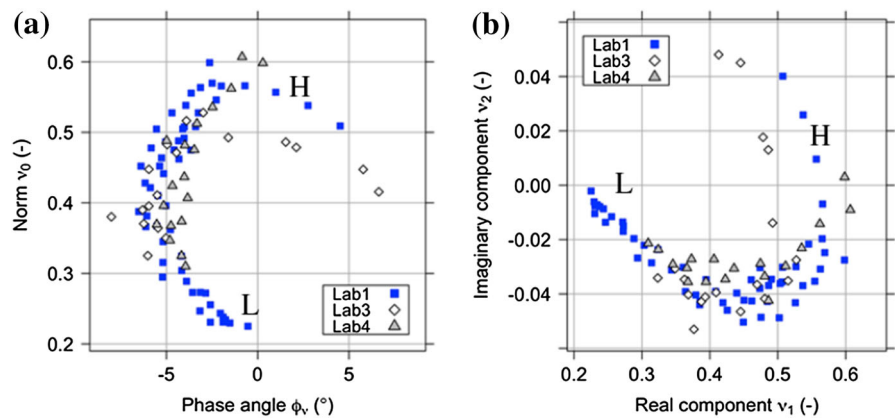 (a)
0.6
0.5
0.4
0.3
0.2
Norm ν0 (-)
H
L
Lab1
Lab3
Lab4
-5 0 5
Phase angle ϕν (°)
(b)
Lab1
Lab3
Lab4
0.04
0.02
0.00
-0.02
-0.04
Imaginary component ν2 (-)
H
L
0.2 0.3 0.4 0.5 0.6
Real component ν1 (-)